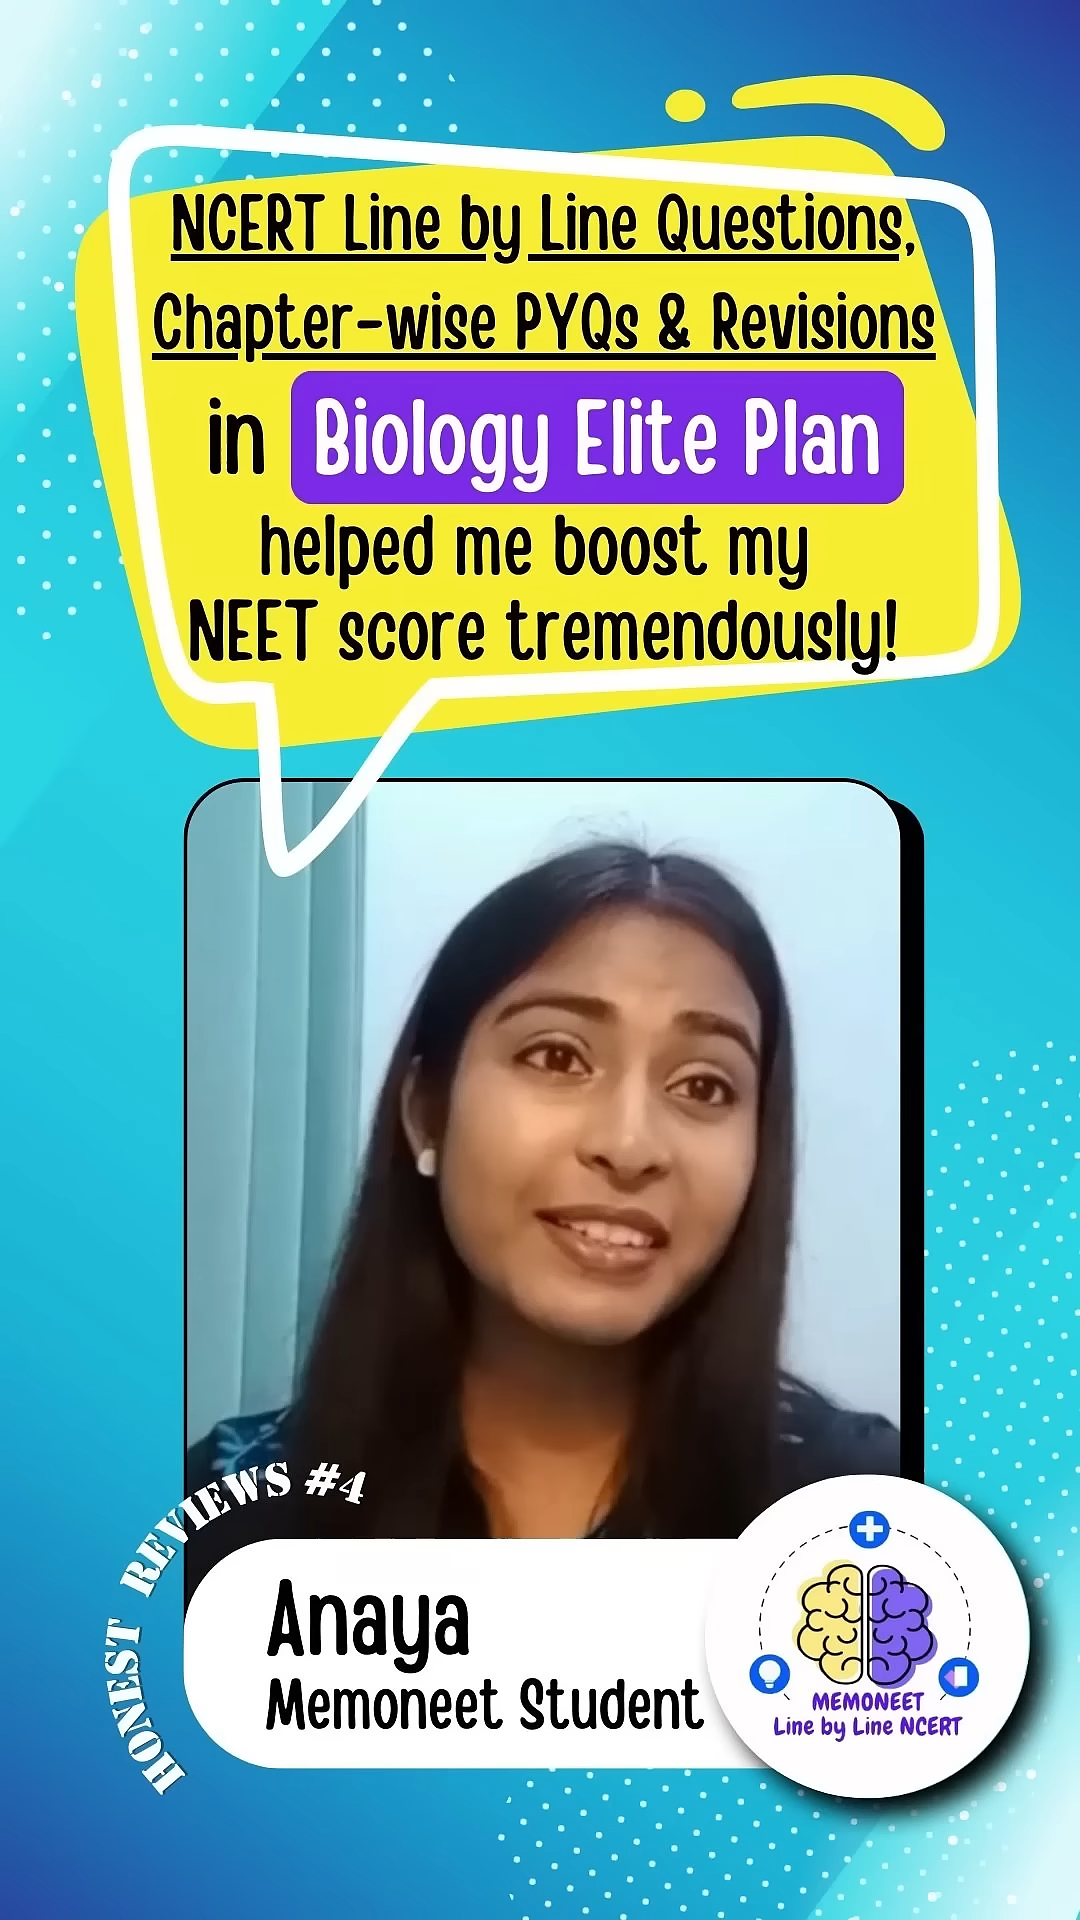 NCERT Line by Line Questions,
Chapter-wise PYQs & Revisions
in Biology Elite Plan
helped me boost my
NEET score tremendously!
HONEST REVIEWS #4
Anaya
Memoneet Student
MEMONEET
Line by Line NCERT